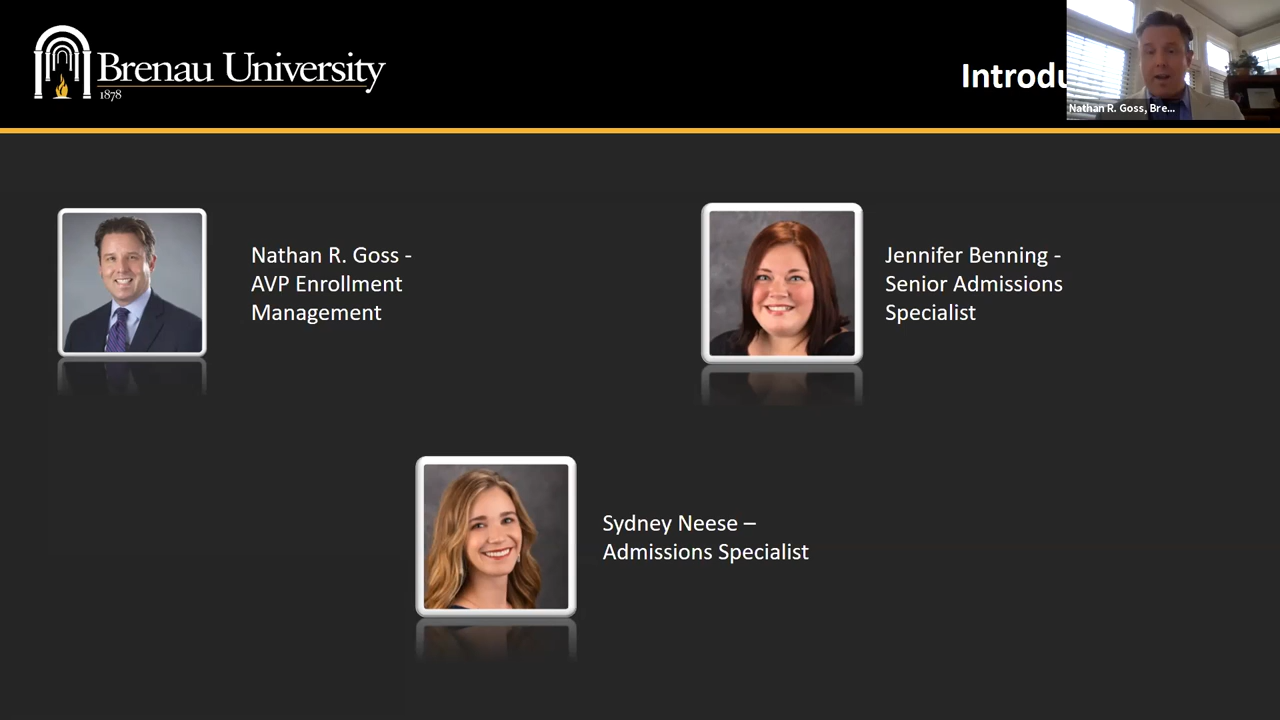 Brenau University
1878
Introdu
Nathan R. Goss, Bre...
Nathan R. Goss -
AVP Enrollment
Management
Jennifer Benning -
Senior Admissions
Specialist
Sydney Neese –
Admissions Specialist